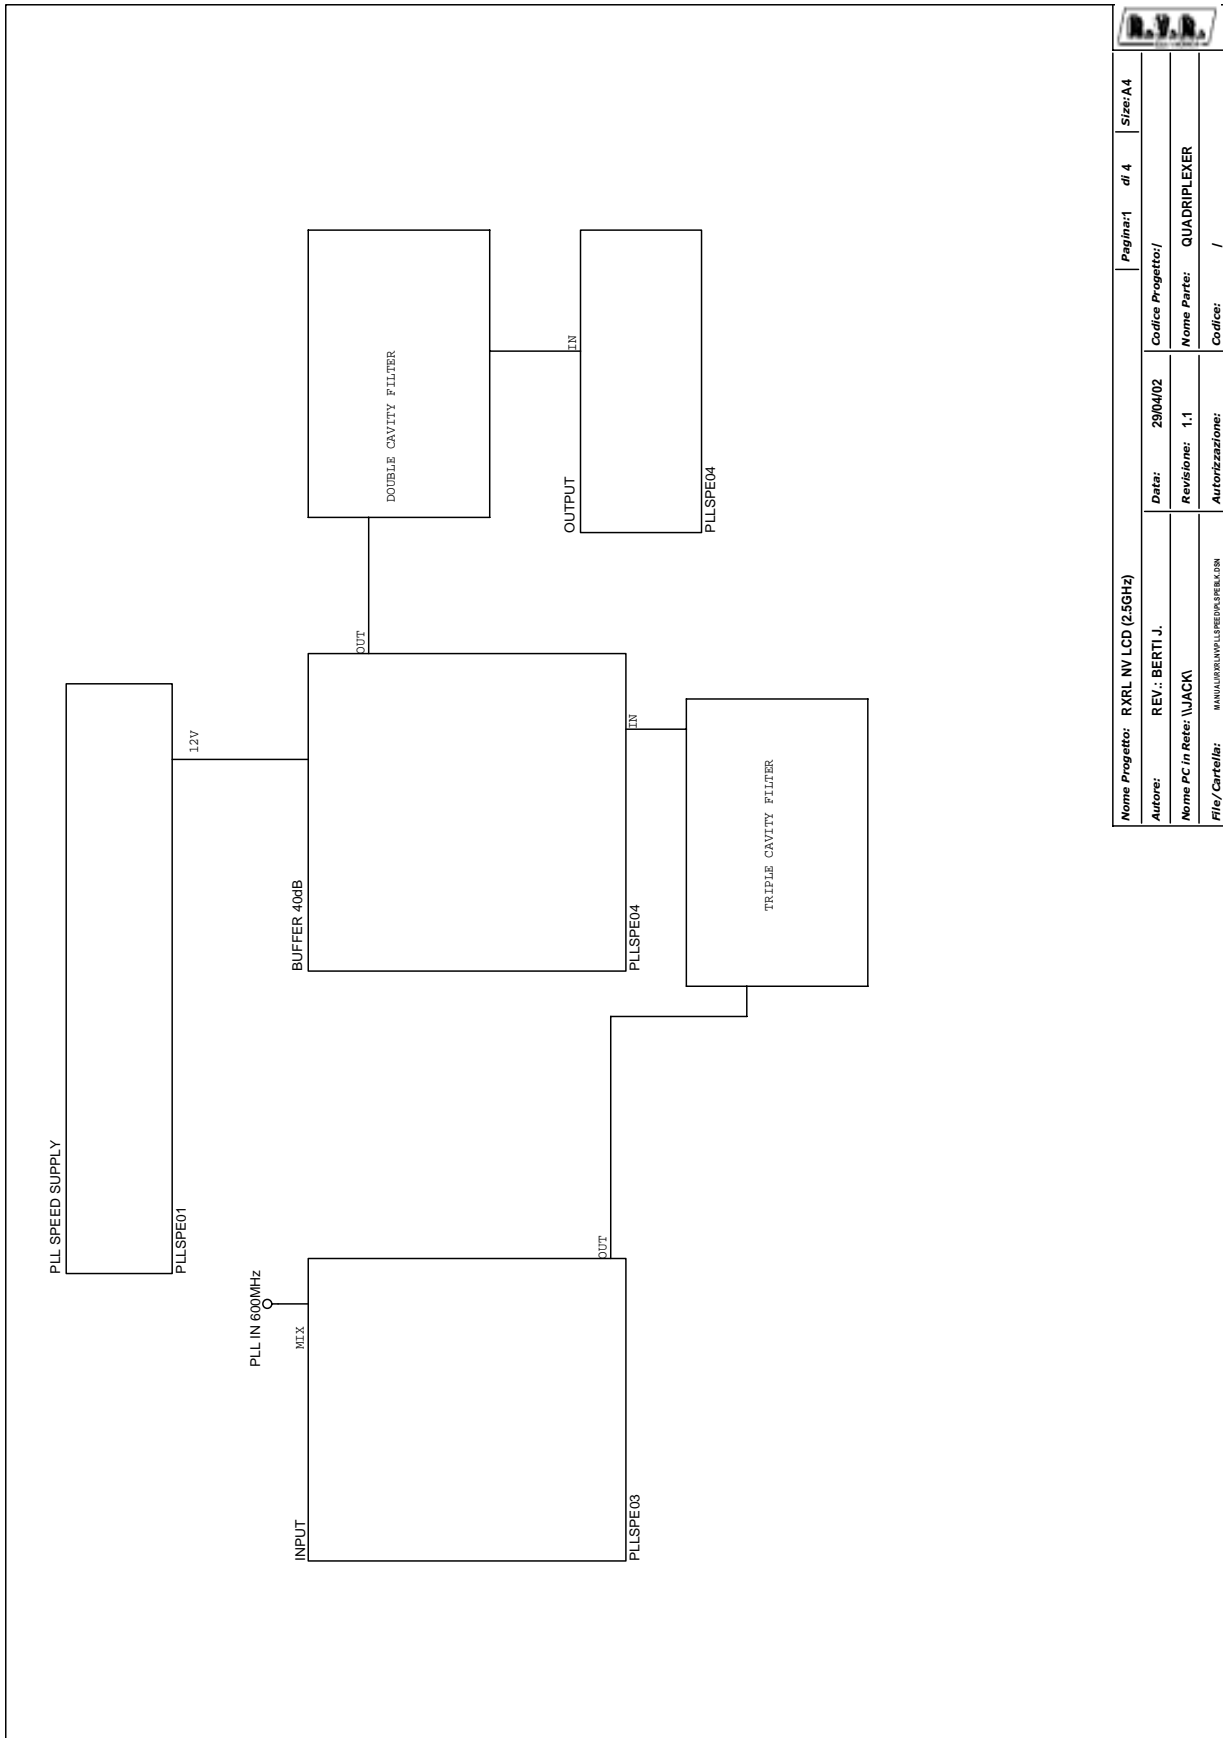 PLL SPEED SUPPLY
PLLSPE01
12V
PLL IN 600MHz
MIX
INPUT
OUT
PLLSPE03
BUFFER 40dB
OUT
IN
PLLSPE04
DOUBLE CAVITY FILTER
TRIPLE CAVITY FILTER
OUTPUT
IN
PLLSPE04
Nome Progetto: RXRL NV LCD (2.5GHz) Pagina:1 di 4 Size:A4
Autore: REV.: BERTI J. Data: 29/04/02 Codice Progetto:/
Nome PC in Rete: \\JACK\ Revisione: 1.1 Nome Parte: QUADRIPLEXER
File/Cartella: Autorizzazione: Codice: /
R.V.R.